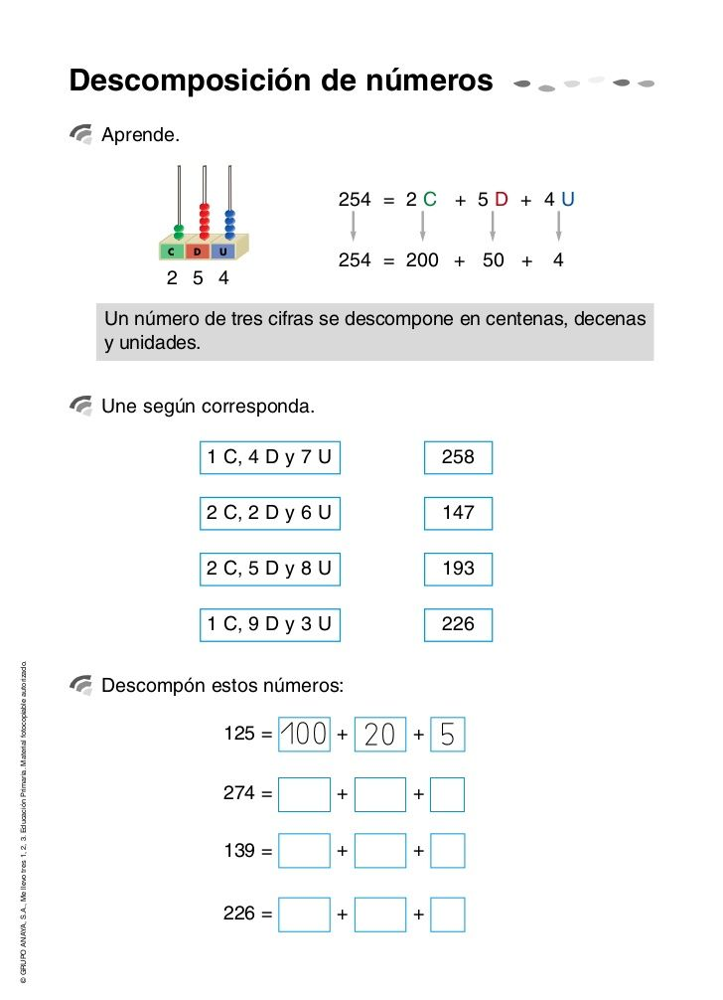 Descomposición de números
Aprende.
254 = 2 C + 5 D + 4 U
C D U
2 5 4
254 = 200 + 50 + 4
Un número de tres cifras se descompone en centenas, decenas
y unidades.
Une según corresponda.
1 C, 4 D y 7 U 258
2 C, 2 D y 6 U 147
2 C, 5 D y 8 U 193
1 C, 9 D y 3 U 226
Descompón estos números:
125 = 100 + 20 + 5
274 = + +
139 = + +
226 = + +
© GRUPO ANAYA, S.A., Me llevo tres 1, 2, 3. Educación Primaria. Material fotocopiable autorizado.